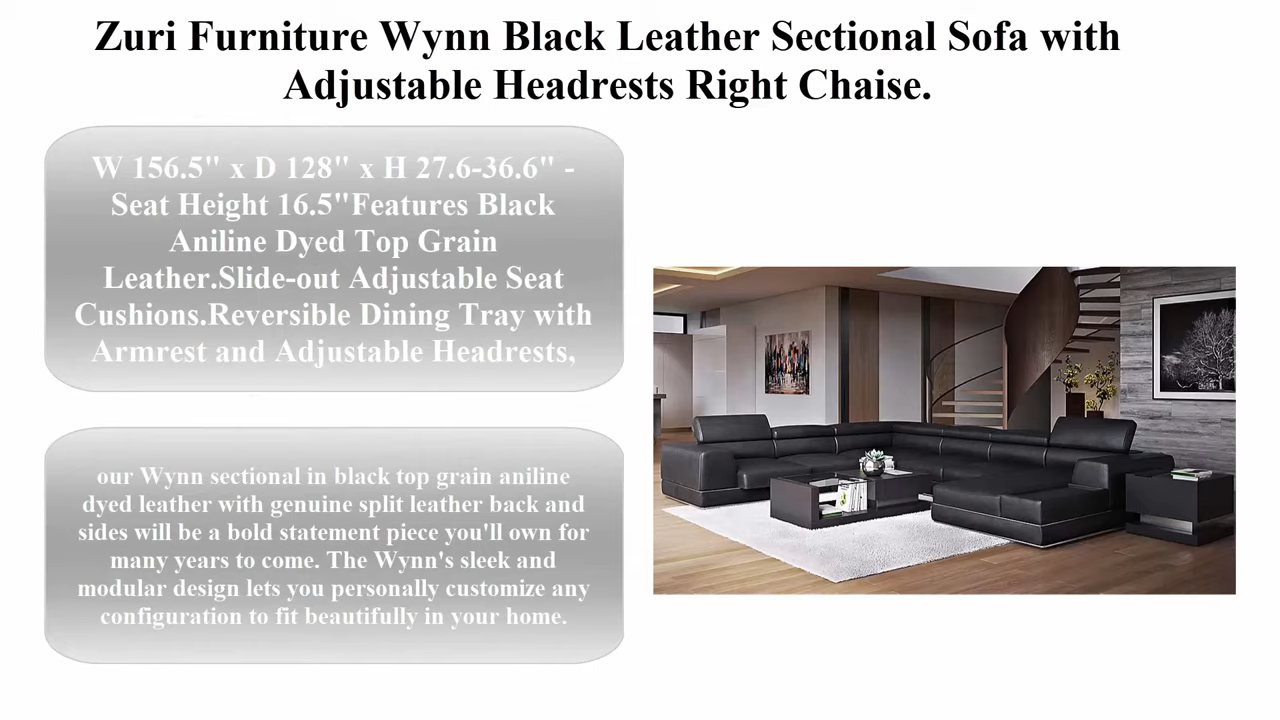 Zuri Furniture Wynn Black Leather Sectional Sofa with
Adjustable Headrests Right Chaise.
W 156.5" x D 128" x H 27.6-36.6" -
Seat Height 16.5"Features Black
Aniline Dyed Top Grain
Leather.Slide-out Adjustable Seat
Cushions.Reversible Dining Tray with
Armrest and Adjustable Headrests,
our Wynn sectional in black top grain aniline
dyed leather with genuine split leather back and
sides will be a bold statement piece you'll own for
many years to come. The Wynn's sleek and
modular design lets you personally customize any
configuration to fit beautifully in your home.